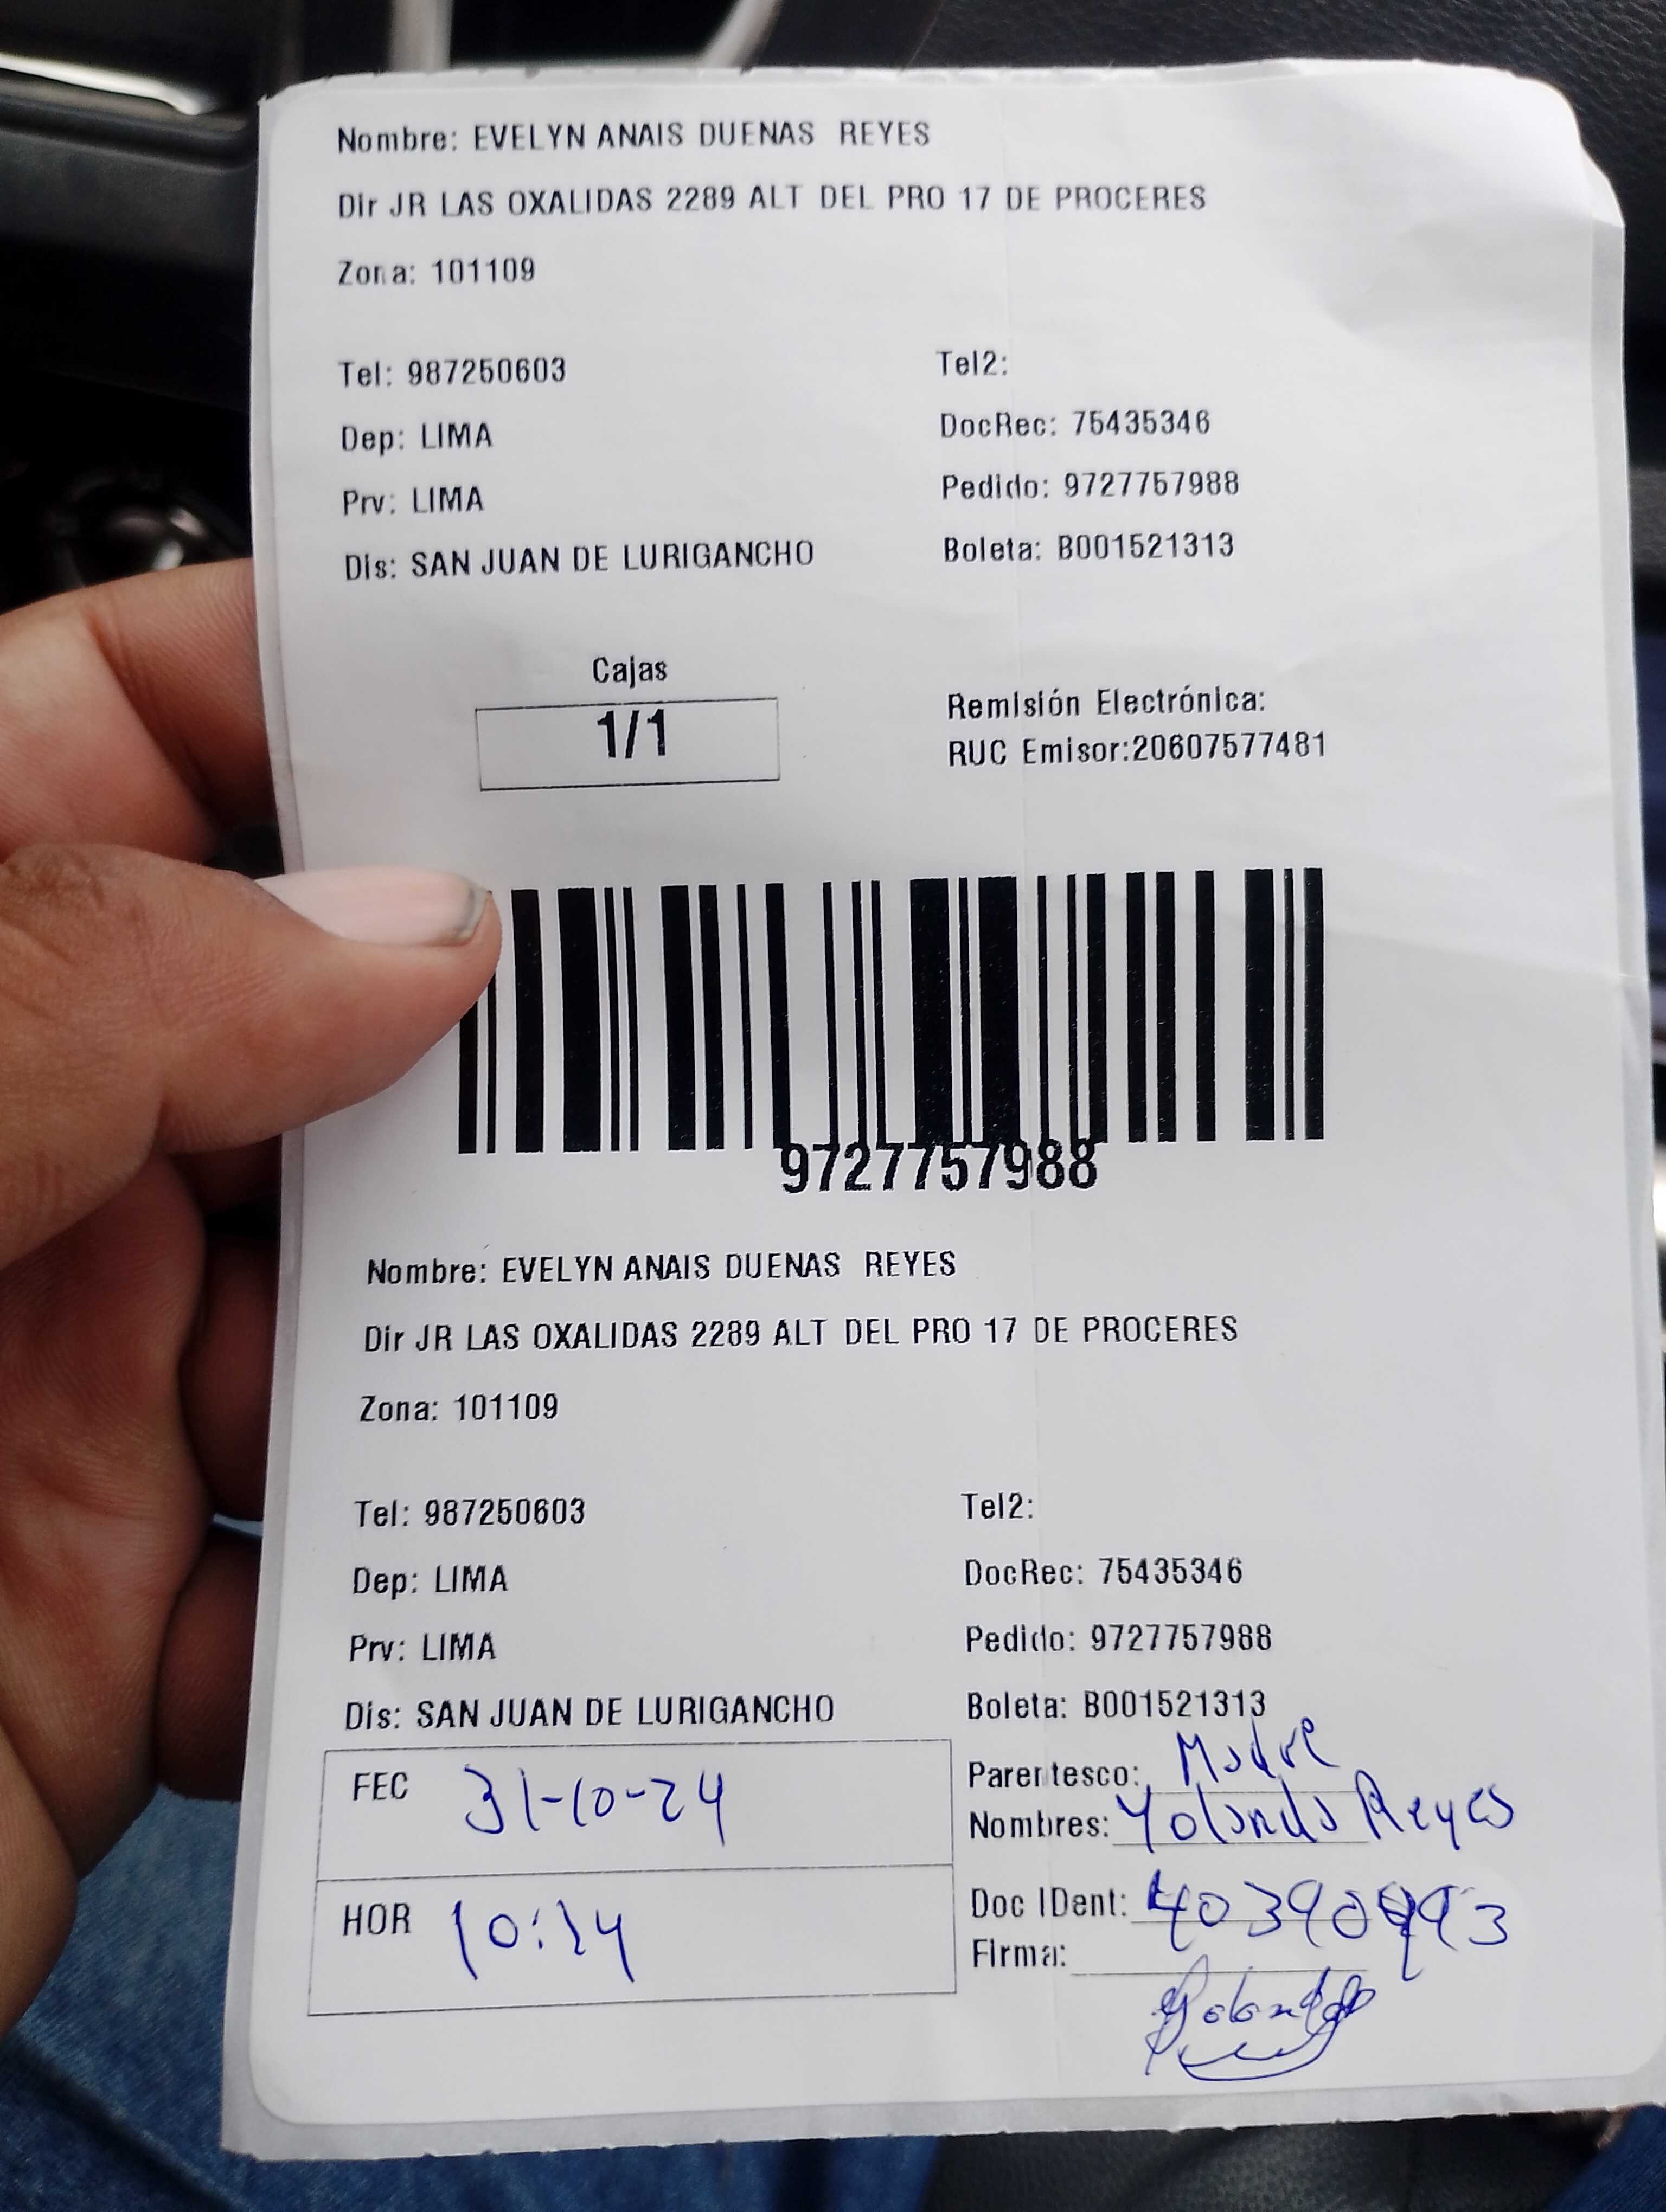 Nombre: EVELYN ANAIS DUENAS REYES
Dir JR LAS OXALIDAS 2289 ALT DEL PRO 17 DE PROCERES
Zona: 101109
Tel: 987250603 Tel2:
Dep: LIMA DocRec: 75435346
Prv: LIMA Pedido: 9727757988
Dis: SAN JUAN DE LURIGANCHO Boleta: B001521313
Cajas
1/1
Remisión Electrónica:
RUC Emisor:20607577481
9727757988
Nombre: EVELYN ANAIS DUENAS REYES
Dir JR LAS OXALIDAS 2289 ALT DEL PRO 17 DE PROCERES
Zona: 101109
Tel: 987250603 Tel2:
Dep: LIMA DocRec: 75435346
Prv: LIMA Pedido: 9727757988
Dis: SAN JUAN DE LURIGANCHO Boleta: B001521313
FEC 31-10-24
HOR 10:14
Parentesco: Madre
Nombres: Yolanda Reyes
Doc IDent:
Firma:
Yolanda